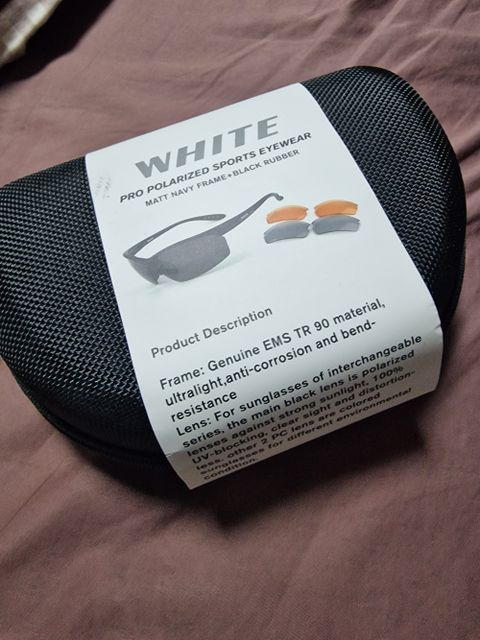 WHITE
PRO POLARIZED SPORTS EYEWEAR
MATT NAVY FRAME+BLACK RUBBER
Product Description
Frame: Genuine EMS TR 90 material,
ultralight,anti-corrosion and bend-
resistance
Lens: For sunglasses of interchangeable
series, the main black lens is polarized
lenses against strong sunlight, 100%
UV-blocking, clear sight and distortion-
less, other 2 PC lens are colored
sunglasses for different environmental
condition.